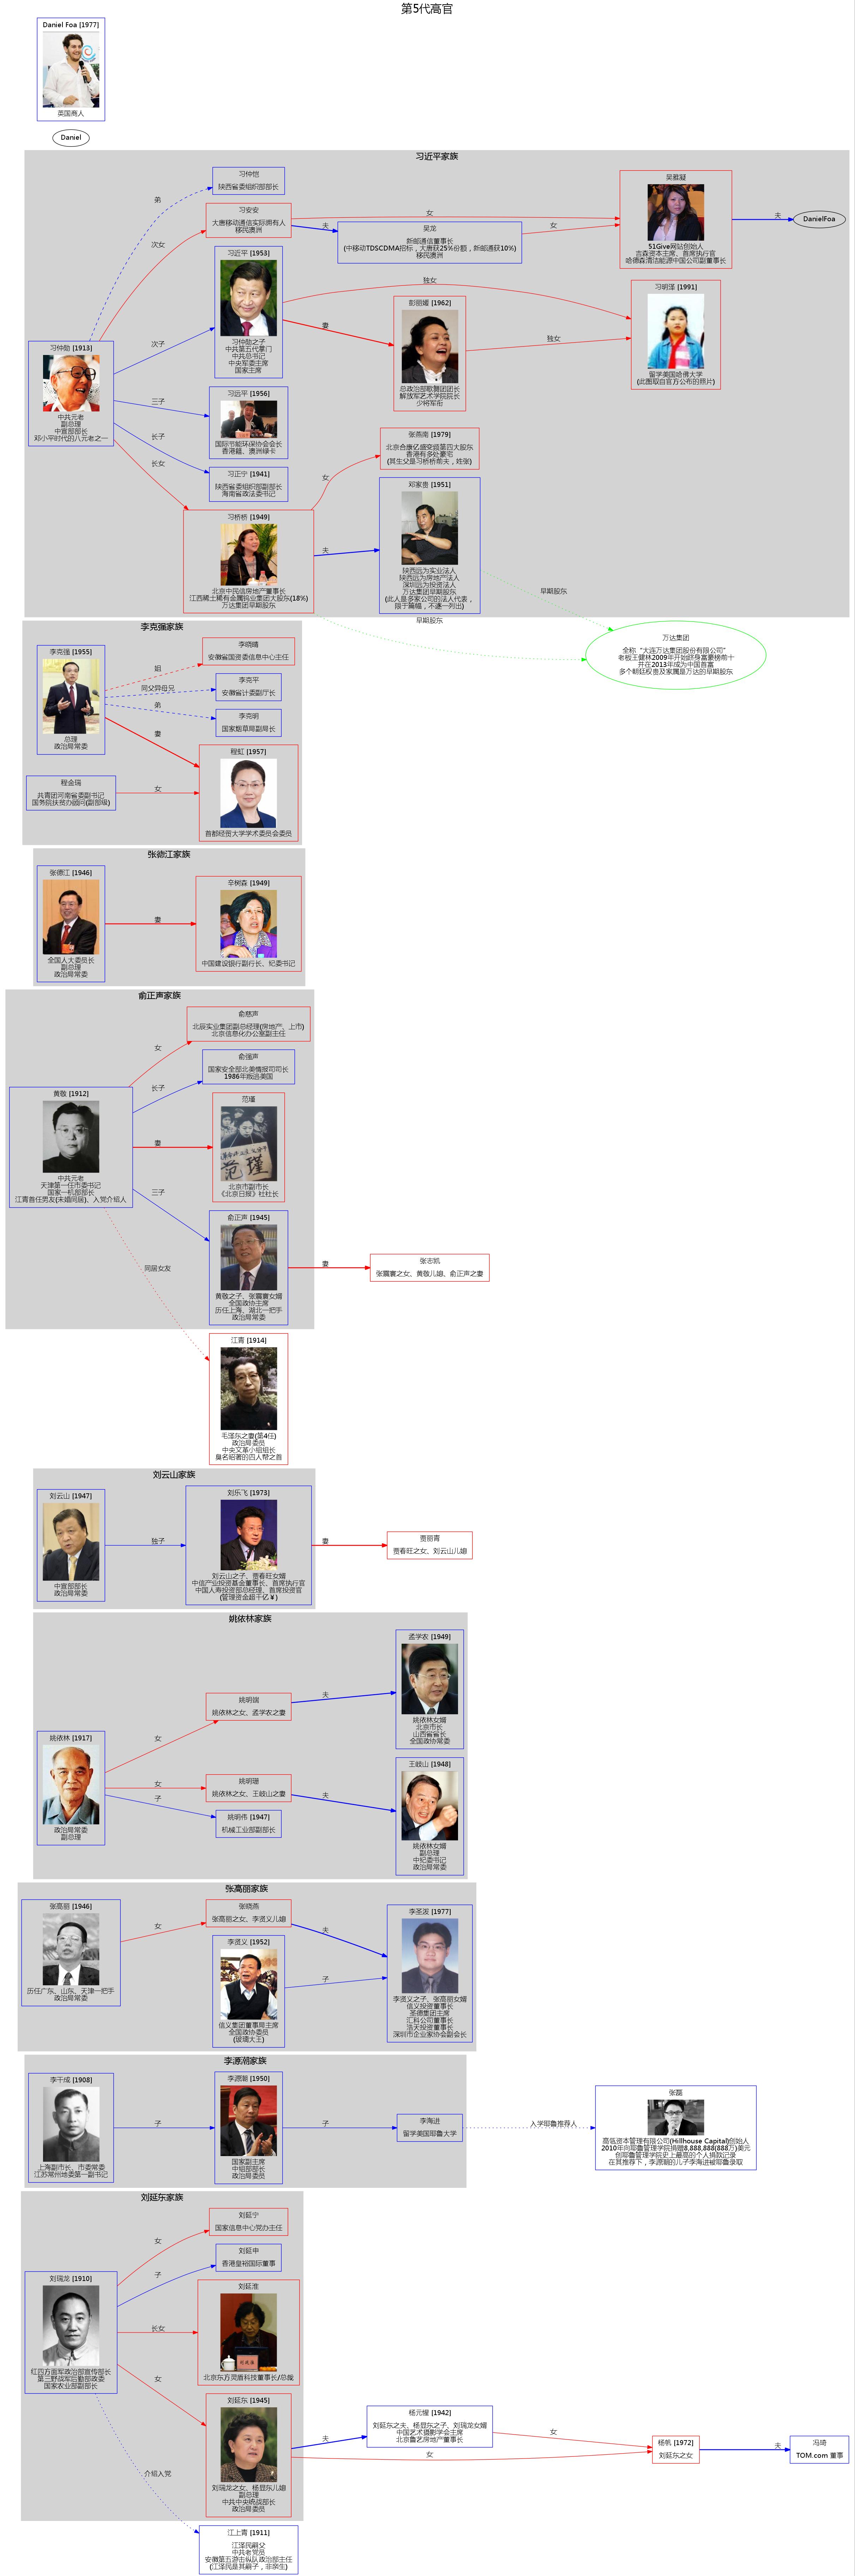 第5代高官
Daniel Foa [1977]
英国商人
Daniel
习近平家族
习仲恺
陕西省委组织部部长
弟
习安安
大唐移动通信实际拥有人
移民澳洲
次女
女
夫
吴龙
新邮通信董事长
(中移动TDSCDMA招标，大唐获25%份额，新邮通获10%)
移民澳洲
女
吴雅凝
51Give网站创始人
吉森资本主席、首席执行官
哈德森清洁能源中国公司副董事长
夫
DanielFoa
习近平 [1953]
习仲勋之子
中共第五代掌门
中共总书记
中央军委主席
国家主席
次子
独女
妻
彭丽媛 [1962]
总政治部歌舞团团长
解放军艺术学院院长
少将军衔
独女
习明泽 [1991]
留学美国哈佛大学
(此图取自官方公布的照片)
习仲勋 [1913]
中共元老
副总理
中宣部部长
邓小平时代的八元老之一
三子
习远平 [1956]
国际节能环保协会会长
香港籍、澳洲绿卡
长子
习正宁 [1941]
陕西省委组织部副部长
海南省政法委书记
长女
习桥桥 [1949]
北京中民信房地产董事长
江西稀土稀有金属钨业集团大股东(18%)
万达集团早期股东
女
张燕南 [1979]
北京合康亿盛变频第四大股东
香港有多处豪宅
(其生父是习桥桥前夫，姓张)
夫
邓家贵 [1951]
陕西远为实业法人
陕西远为房地产法人
深圳远为投资法人
万达集团早期股东
(此人是多家公司的法人代表，
限于篇幅，不逐一列出)
早期股东
早期股东
万达集团
全称“大连万达集团股份有限公司”
老板王健林2009年开始跻身富豪榜前十
并在2013年成为中国首富
多个朝廷权贵及家属是万达的早期股东
李克强家族
李克强 [1955]
总理
政治局常委
姐
李晓晴
安徽省国资委信息中心主任
同父异母兄
李克平
安徽省计委副厅长
弟
李克明
国家烟草局副局长
妻
程虹 [1957]
首都经贸大学学术委员会委员
程金瑞
共青团河南省委副书记
国务院扶贫办顾问(副部级)
女
张德江家族
张德江 [1946]
全国人大委员长
副总理
政治局常委
妻
辛树森 [1949]
中国建设银行副行长、纪委书记
俞正声家族
俞慈声
北辰实业集团副总经理(房地产、上市)
北京信息化办公室副主任
女
俞强声
国家安全部北美情报司司长
1986年叛逃美国
长子
黄敬 [1912]
中共元老
天津第一任市委书记
国家一机部部长
江青首任男友(未婚同居)、入党介绍人
妻
范瑾
北京市副市长
《北京日报》社社长
三子
俞正声 [1945]
黄敬之子、张震寰女婿
全国政协主席
历任上海、湖北一把手
政治局常委
妻
张志凯
张震寰之女、黄敬儿媳、俞正声之妻
同居女友
江青 [1914]
毛泽东之妻(第4任)
政治局委员
中央文革小组组长
臭名昭著的四人帮之首
刘云山家族
刘云山 [1947]
中宣部部长
政治局常委
独子
刘乐飞 [1973]
刘云山之子、贾春旺女婿
中信产业投资基金董事长、首席执行官
中国人寿投资部总经理、首席投资官
(管理资金超千亿￥)
妻
贾丽青
贾春旺之女、刘云山儿媳
姚依林家族
孟学农 [1949]
姚依林女婿
北京市长
山西省省长
全国政协常委
姚明端
姚依林之女、孟学农之妻
夫
女
姚依林 [1917]
政治局常委
副总理
女
姚明珊
姚依林之女、王岐山之妻
夫
子
姚明伟 [1947]
机械工业部副部长
王岐山 [1948]
姚依林女婿
副总理
中纪委书记
政治局常委
张高丽家族
张高丽 [1946]
历任广东、山东、天津一把手
政治局常委
女
张晓燕
张高丽之女、李贤义儿媳
夫
李贤义 [1952]
信义集团董事局主席
全国政协委员
(玻璃大王)
子
李圣泼 [1977]
李贤义之子、张高丽女婿
信义投资董事长
圣德集团主席
汇科公司董事长
浩天投资董事长
深圳市企业家协会副会长
李源潮家族
李干成 [1908]
上海副市长、市委常委
江苏常州地委第一副书记
子
李源潮 [1950]
国家副主席
中组部部长
政治局委员
子
李海进
留学美国耶鲁大学
入学耶鲁推荐人
张磊
高瓴资本管理有限公司(Hillhouse Capital)创始人
2010年向耶鲁管理学院捐赠8,888,888(888万)美元
创耶鲁管理学院史上最高的个人捐款记录
在其推荐下，李源潮的儿子李海进被耶鲁录取
刘延东家族
刘延宁
国家信息中心党办主任
女
刘延申
香港皇裕国际董事
子
刘瑞龙 [1910]
红四方面军政治部宣传部长
第三野战军后勤部政委
国家农业部副部长
长女
刘延淮
北京东方灵盾科技董事长/总裁
女
刘延东 [1945]
刘瑞龙之女、杨显东儿媳
副总理
中共中央统战部长
政治局委员
夫
杨元惺 [1942]
刘延东之夫、杨显东之子、刘瑞龙女婿
中国艺术摄影学会主席
北京鲁艺房地产董事长
女
女
杨帆 [1972]
刘延东之女
夫
冯琦
TOM.com 董事
介绍入党
江上青 [1911]
江泽民嗣父
中共老党员
安徽第五游击纵队政治部主任
(江泽民是其嗣子，非亲生)